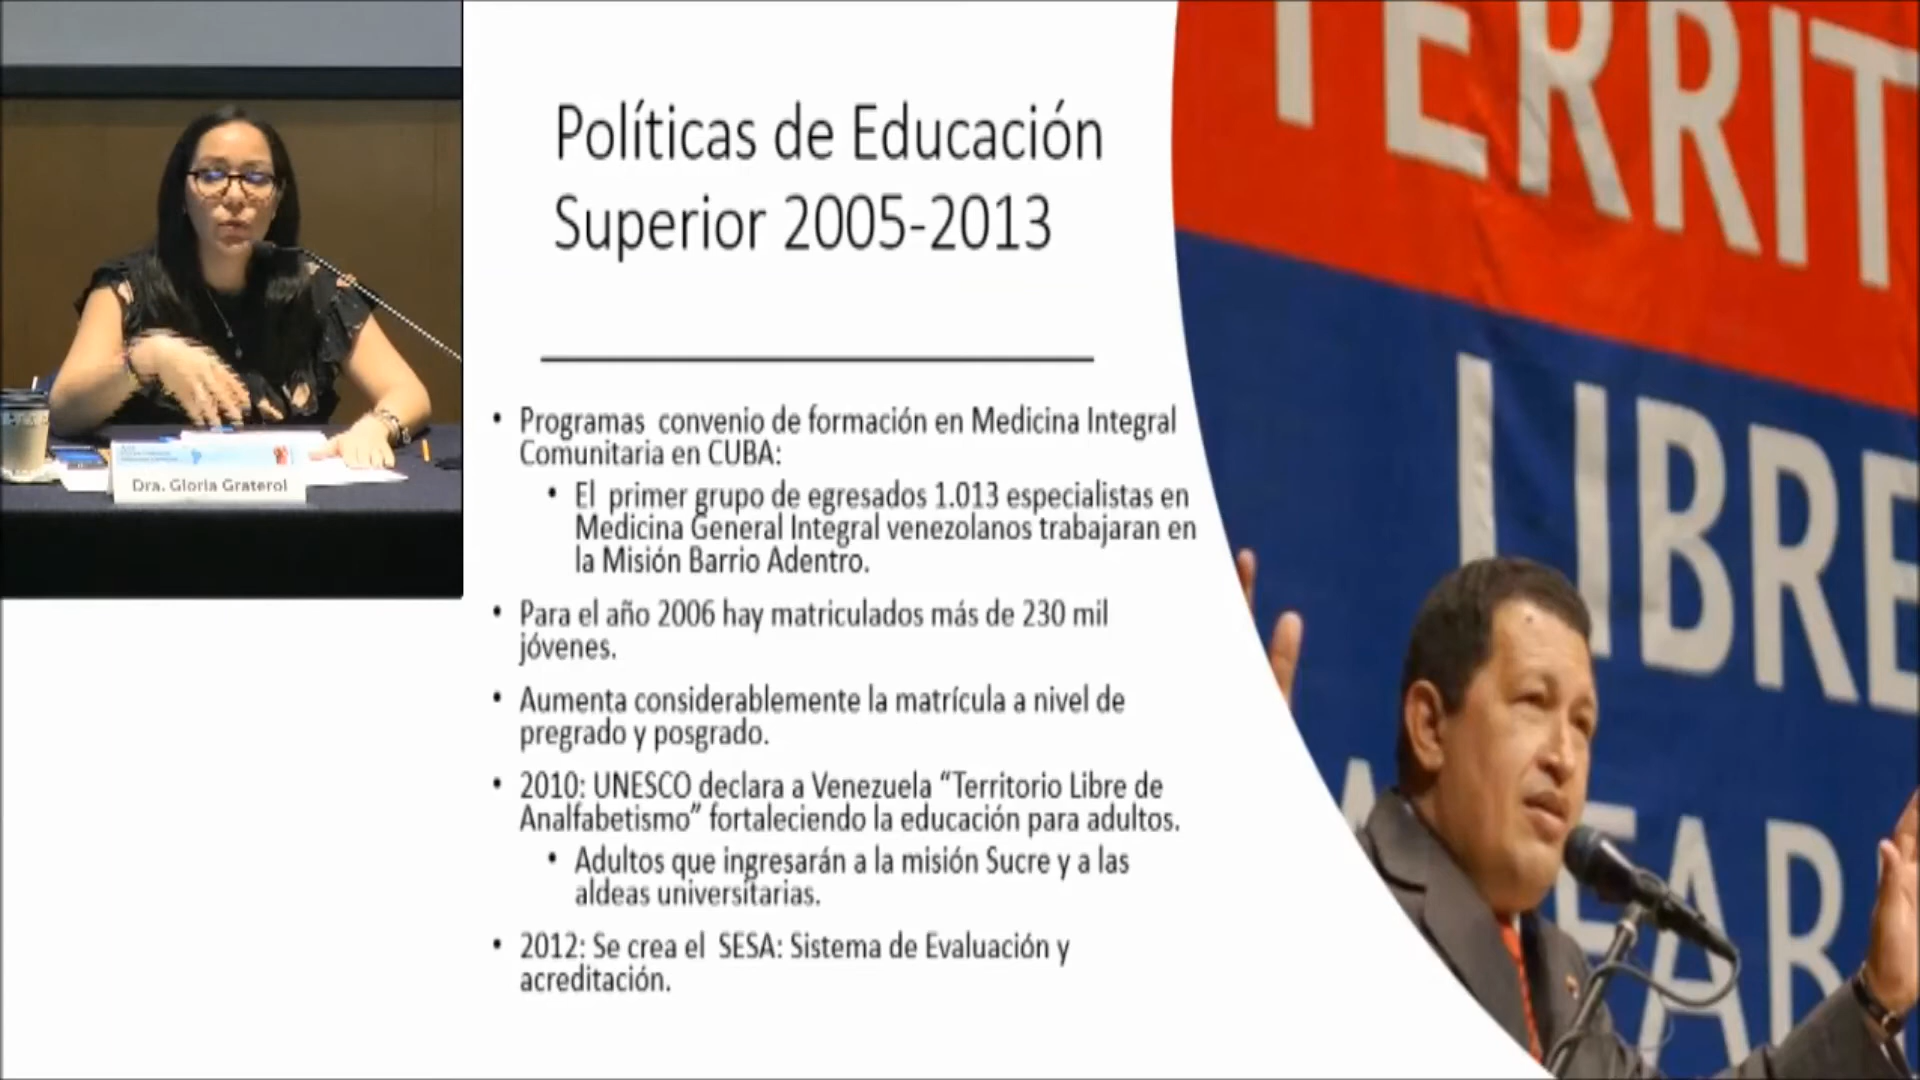 Dra. Gloria Graterol
Políticas de Educación
Superior 2005-2013
• Programas convenio de formación en Medicina Integral
Comunitaria en CUBA:
• El primer grupo de egresados 1.013 especialistas en
Medicina General Integral venezolanos trabajaran en
la Misión Barrio Adentro.
• Para el año 2006 hay matriculados más de 230 mil
jóvenes.
• Aumenta considerablemente la matrícula a nivel de
pregrado y posgrado.
• 2010: UNESCO declara a Venezuela “Territorio Libre de
Analfabetismo” fortaleciendo la educación para adultos.
• Adultos que ingresarán a la misión Sucre y a las
aldeas universitarias.
• 2012: Se crea el SESA: Sistema de Evaluación y
acreditación.
TERRIT
LIBRE